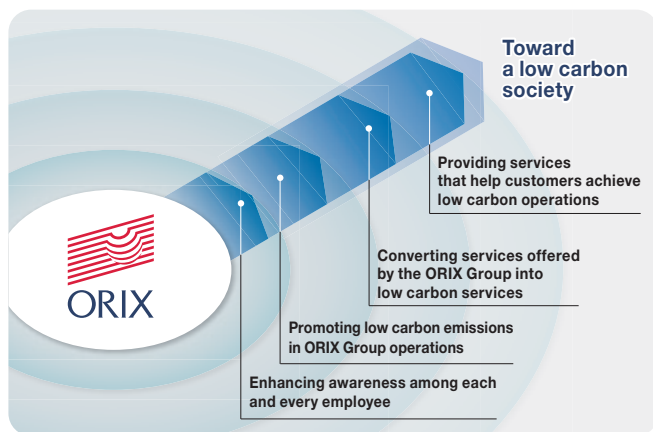 Toward
a low carbon
society
Providing services
that help customers achieve
low carbon operations
Converting services offered
by the ORIX Group into
low carbon services
ORIX
Promoting low carbon emissions
in ORIX Group operations
Enhancing awareness among each
and every employee